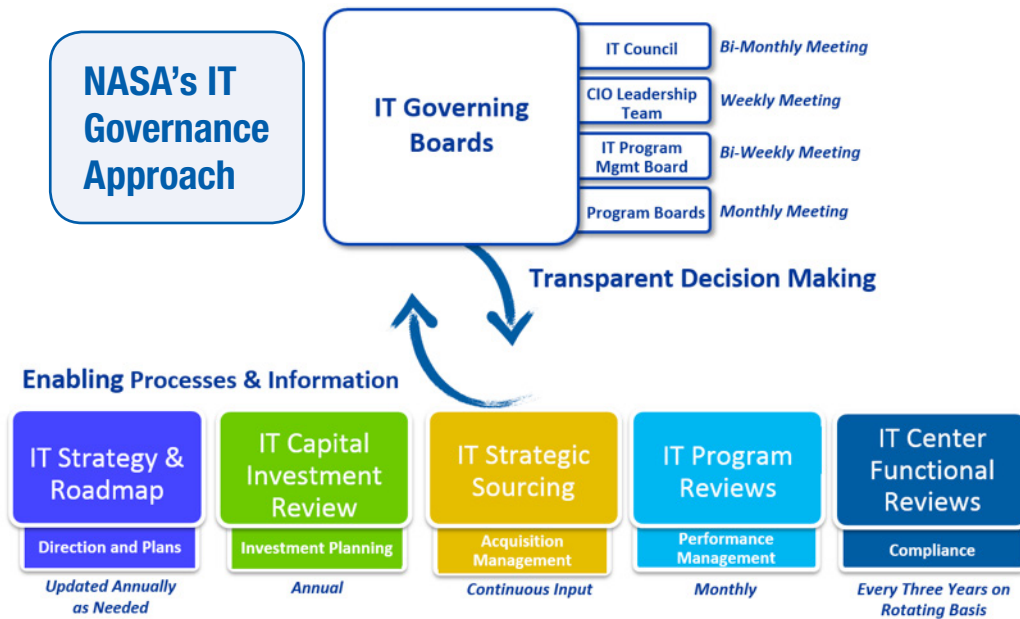 NASA's IT
Governance
Approach
IT Governing
Boards
IT Council
Bi-Monthly Meeting
CIO Leadership
Team
Weekly Meeting
IT Program
Mgmt Board
Bi-Weekly Meeting
Program Boards
Monthly Meeting
Transparent Decision Making
Enabling Processes & Information
IT Strategy &
Roadmap
Direction and Plans
Updated Annually
as Needed
IT Capital
Investment
Review
Investment Planning
Annual
IT Strategic
Sourcing
Acquisition
Management
Continuous Input
IT Program
Reviews
Performance
Management
Monthly
IT Center
Functional
Reviews
Compliance
Every Three Years on
Rotating Basis